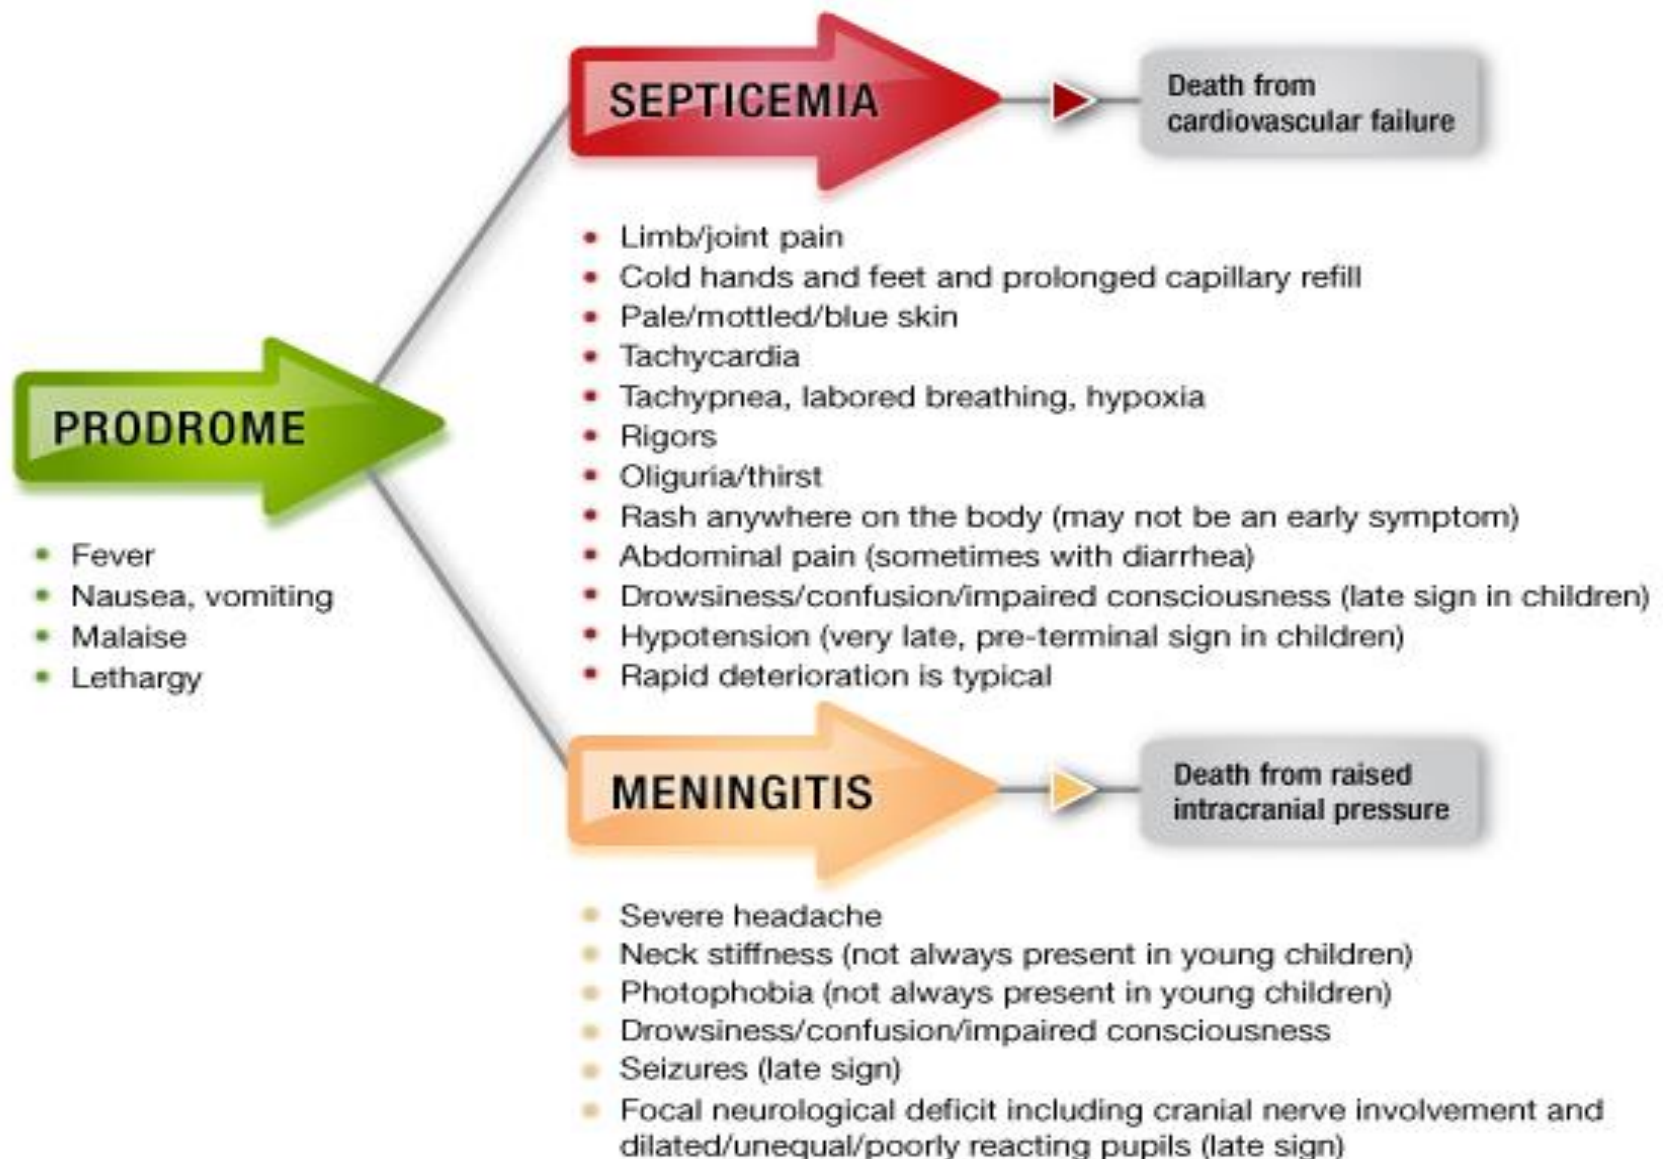 PRODROME
• Fever
• Nausea, vomiting
• Malaise
• Lethargy
SEPTICEMIA
Death from
cardiovascular failure
• Limb/joint pain
• Cold hands and feet and prolonged capillary refill
• Pale/mottled/blue skin
• Tachycardia
• Tachypnea, labored breathing, hypoxia
• Rigors
• Oliguria/thirst
• Rash anywhere on the body (may not be an early symptom)
• Abdominal pain (sometimes with diarrhea)
• Drowsiness/confusion/impaired consciousness (late sign in children)
• Hypotension (very late, pre-terminal sign in children)
• Rapid deterioration is typical
MENINGITIS
Death from raised
intracranial pressure
• Severe headache
• Neck stiffness (not always present in young children)
• Photophobia (not always present in young children)
• Drowsiness/confusion/impaired consciousness
• Seizures (late sign)
• Focal neurological deficit including cranial nerve involvement and
dilated/unequal/poorly reacting pupils (late sign)